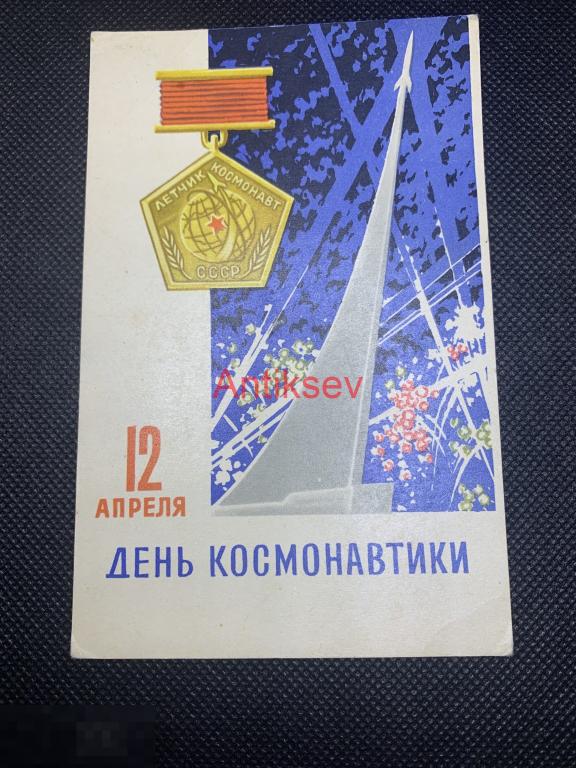 ЛЕТЧИК КОСМОНАВТ
СССР
Antiksev
12
АПРЕЛЯ
ДЕНЬ КОСМОНАВТИКИ